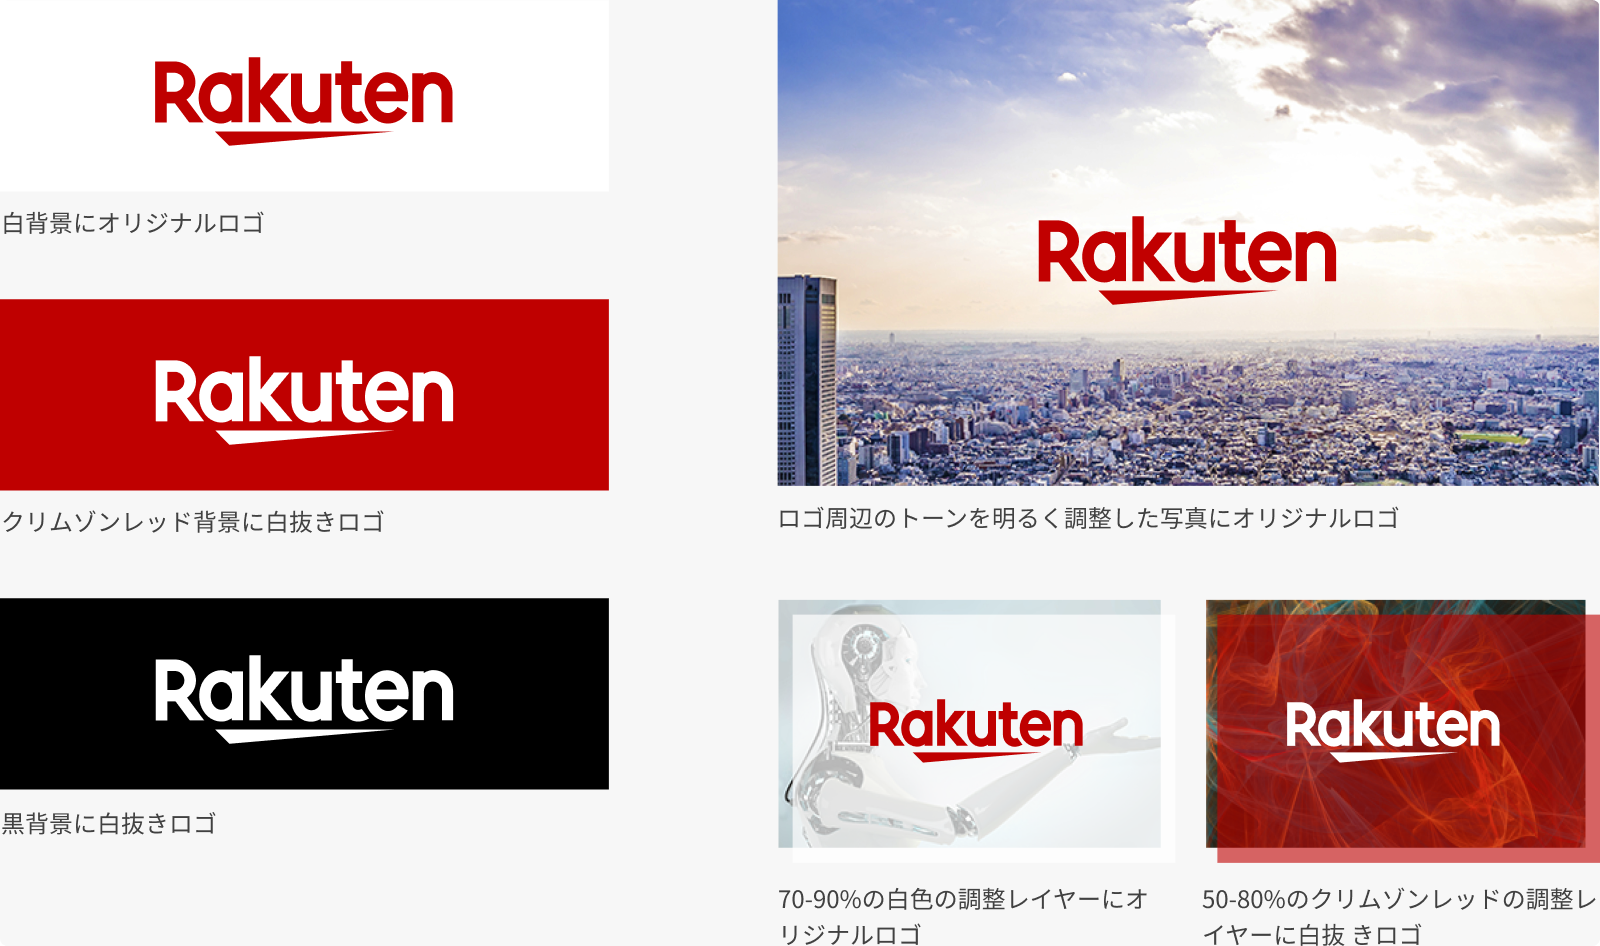 Rakuten
白背景にオリジナルロゴ
Rakuten
クリムゾンレッド背景に白抜きロゴ
Rakuten
黒背景に白抜きロゴ
Rakuten
ロゴ周辺のトーンを明るく調整した写真にオリジナルロゴ
Rakuten
70-90%の白色の調整レイヤーにオ
リジナルロゴ
Rakuten
50-80%のクリムゾンレッドの調整レ
イヤーに白抜 きロゴ